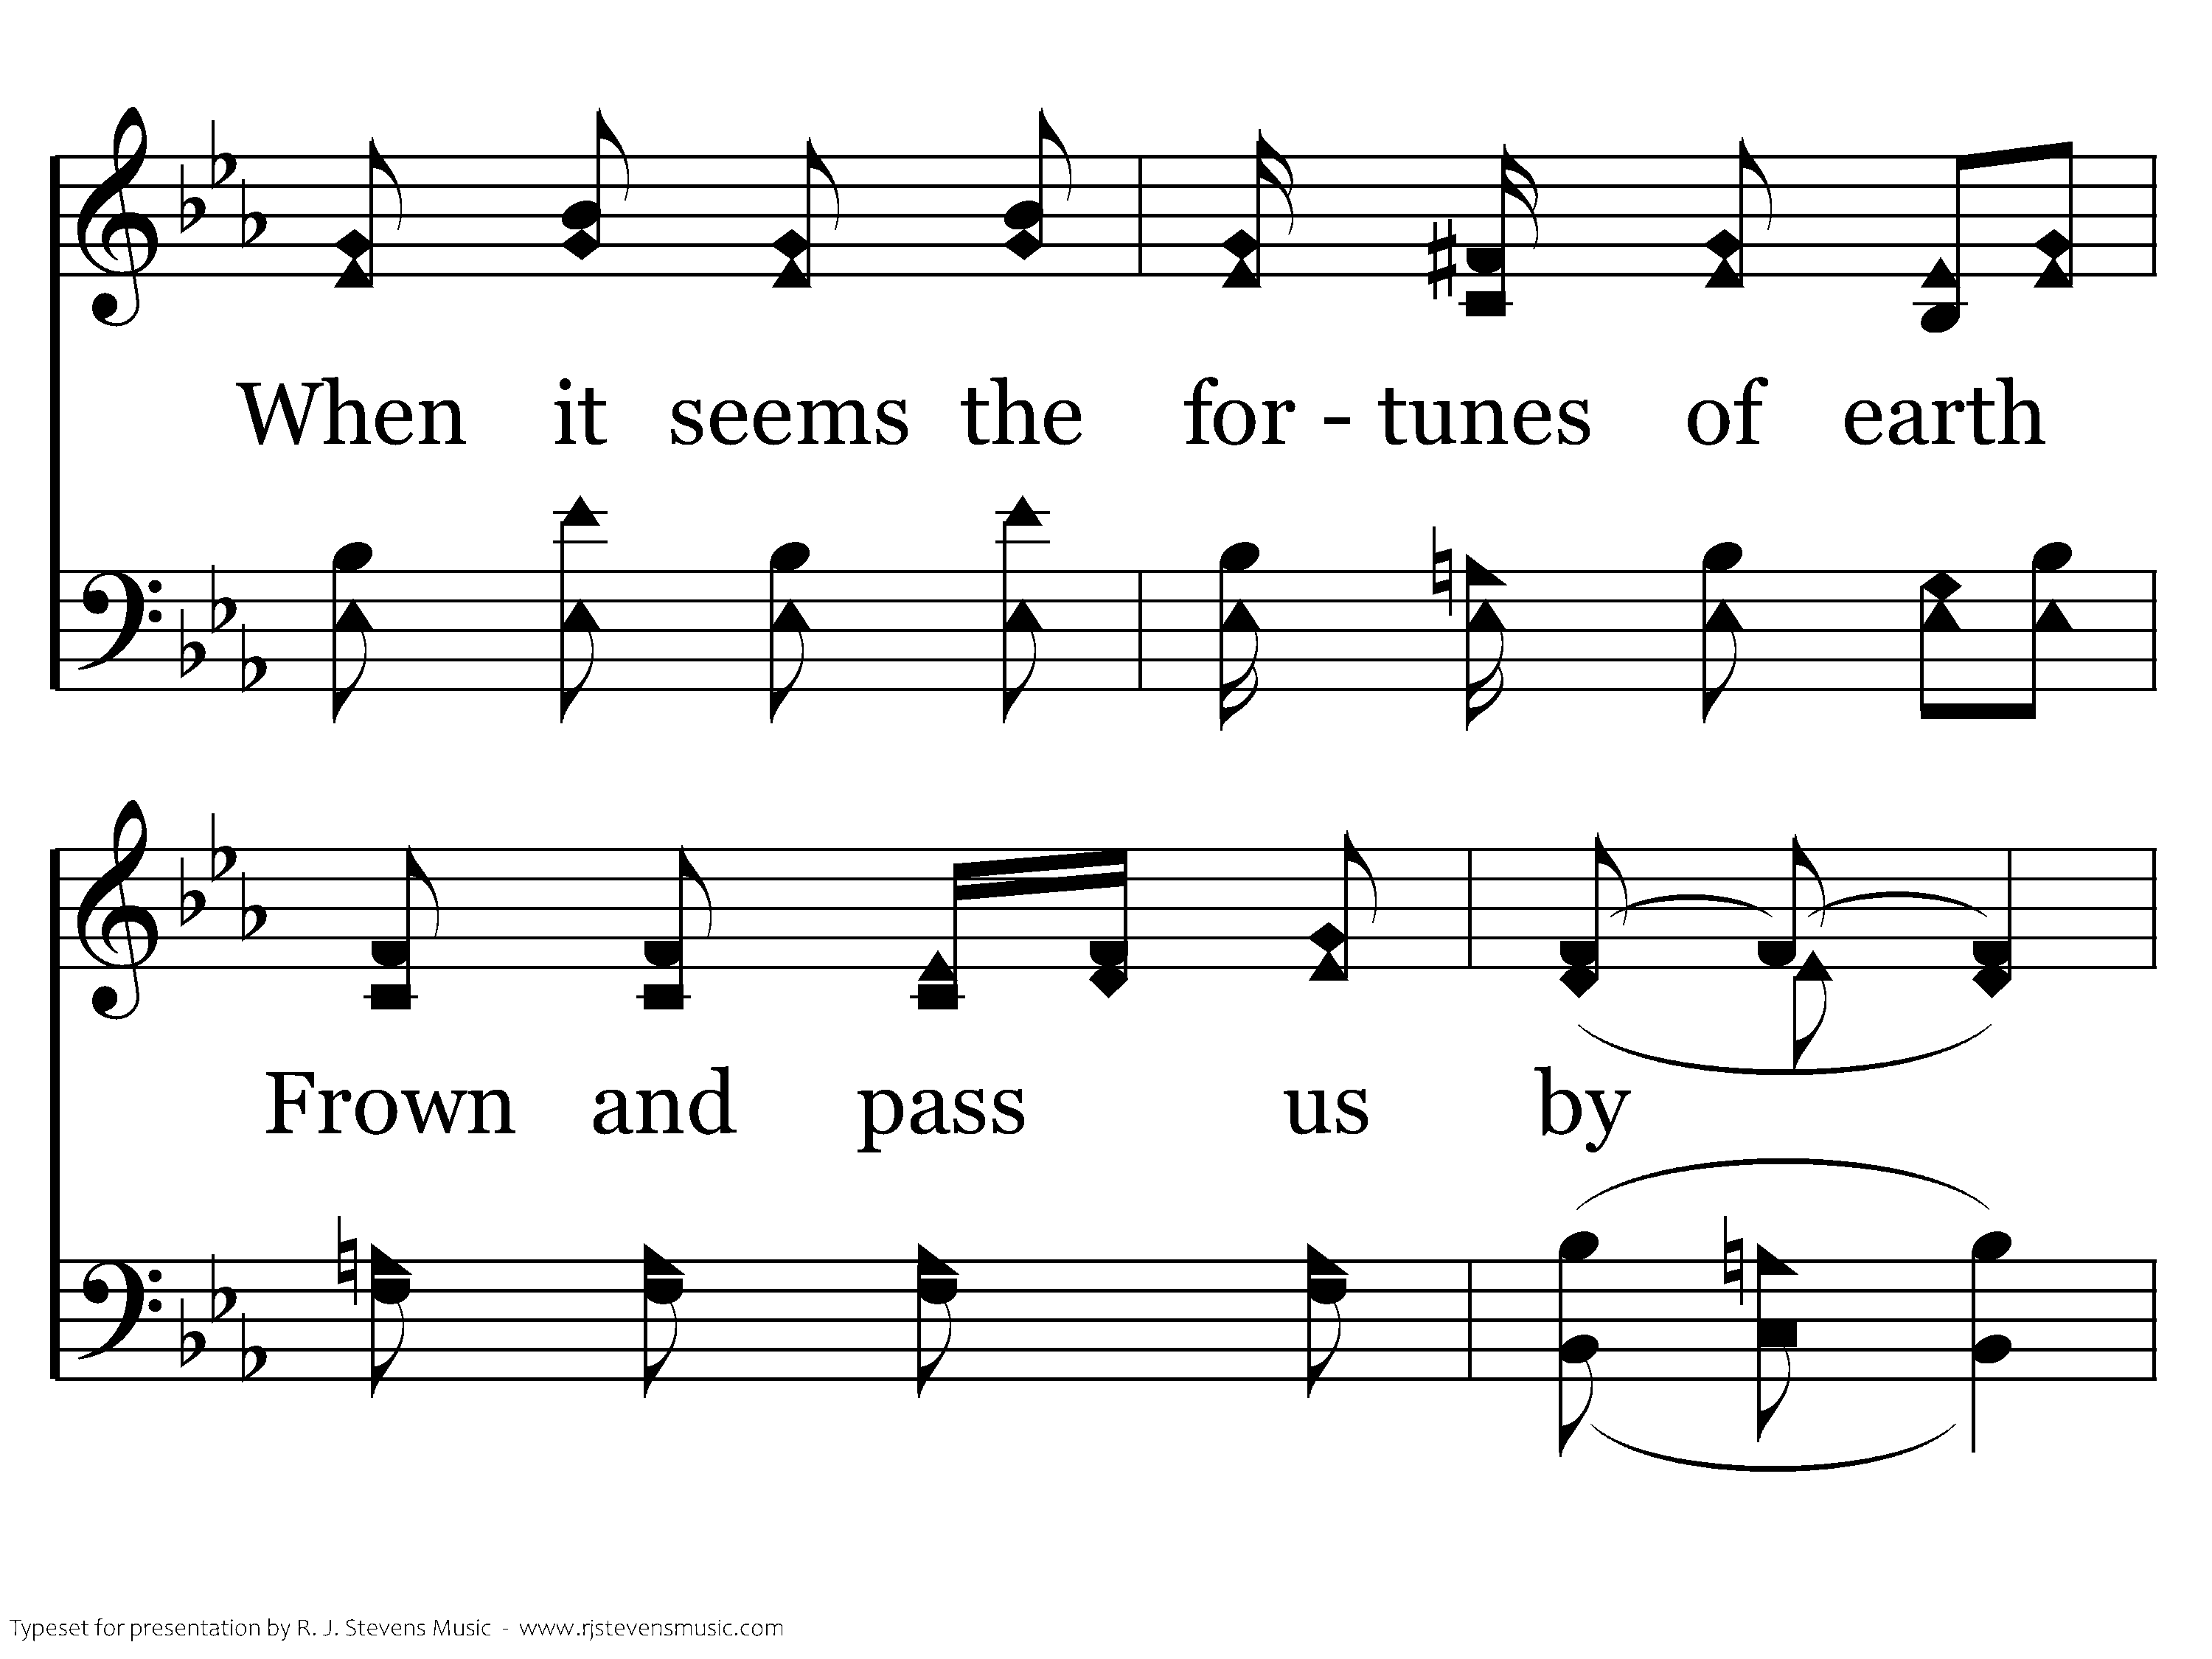 When it seems the for - tunes of earth
Frown and pass us by
Typeset for presentation by R. J. Stevens Music - www.rjstevensmusic.com